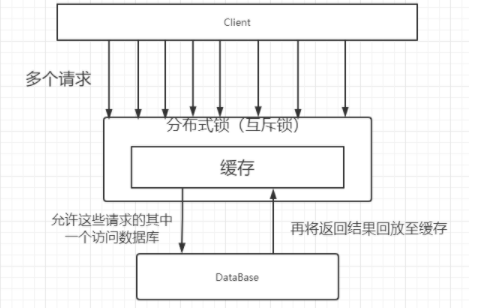 Client
多个请求
分布式锁（互斥锁）
缓存
允许这些请求的其中
一个访问数据库
再将返回结果回放至缓存
DataBase